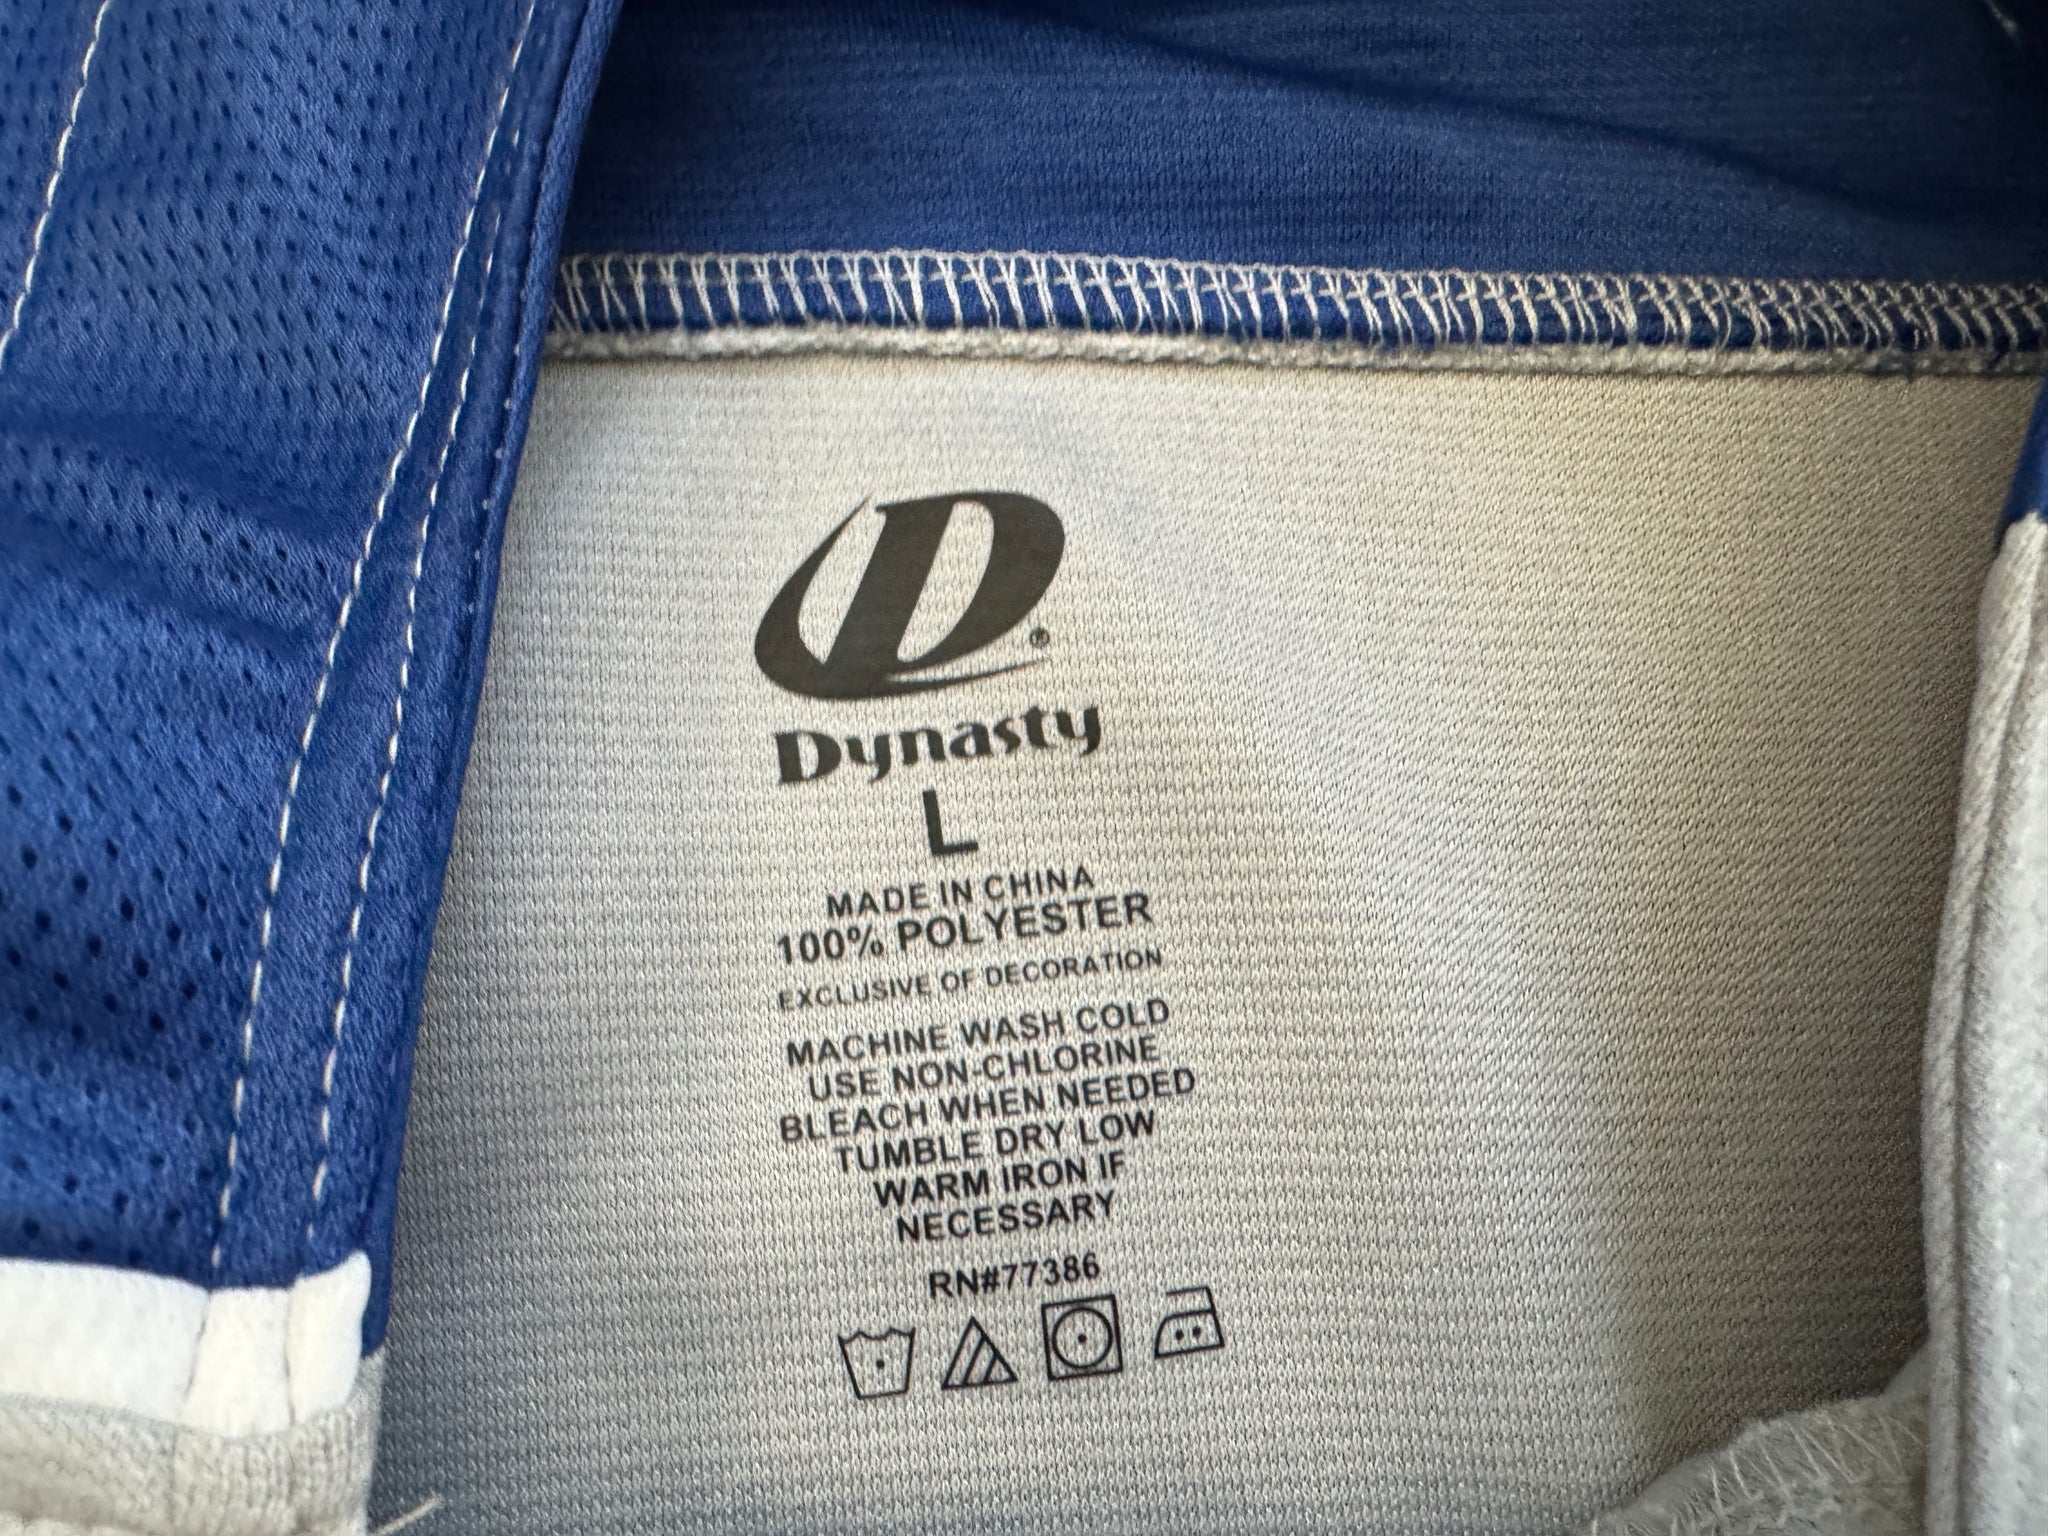 D®
Dynasty
L
MADE IN CHINA
100% POLYESTER
EXCLUSIVE OF DECORATION
MACHINE WASH COLD
USE NON-CHLORINE
BLEACH WHEN NEEDED
TUMBLE DRY LOW
WARM IRON IF
NECESSARY
RN#77386